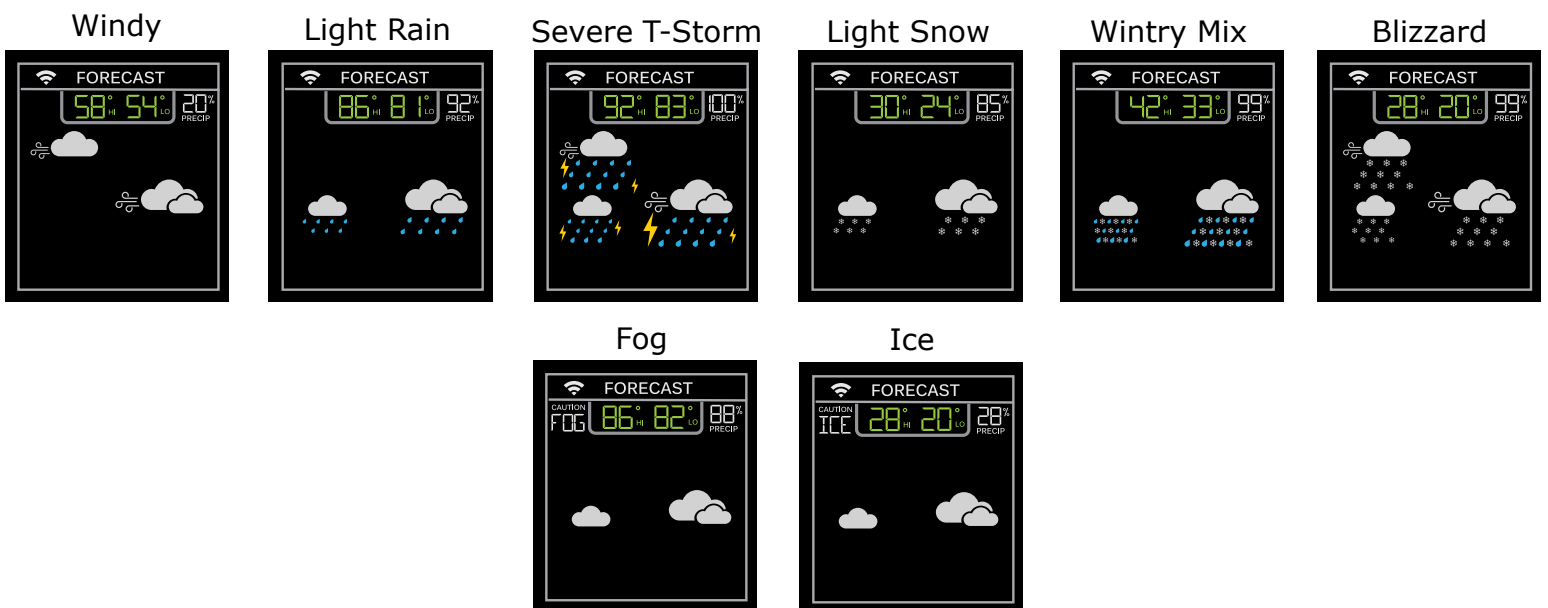 Windy
Light Rain
Severe T-Storm
Light Snow
Wintry Mix
Blizzard
FORECAST
58° HI 54° LO 20% PRECIP
FORECAST
86° HI 81° LO 92% PRECIP
FORECAST
92° HI 83° LO 100% PRECIP
FORECAST
30° HI 24° LO 85% PRECIP
FORECAST
42° HI 33° LO 99% PRECIP
FORECAST
28° HI 20° LO 99% PRECIP
Fog
Ice
FORECAST
CAUTION
FOG 86° HI 82° LO 88% PRECIP
FORECAST
CAUTION
ICE 28° HI 20° LO 28% PRECIP